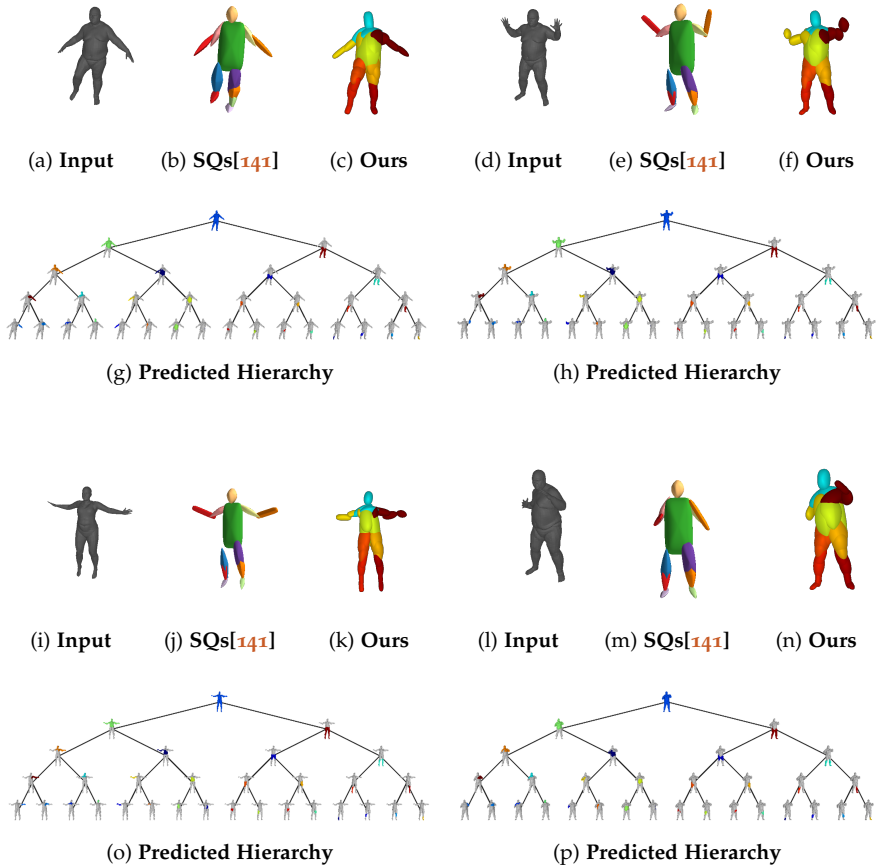 (a) Input (b) SQs[141] (c) Ours (d) Input (e) SQs[141] (f) Ours
(g) Predicted Hierarchy (h) Predicted Hierarchy
(i) Input (j) SQs[141] (k) Ours (l) Input (m) SQs[141] (n) Ours
(o) Predicted Hierarchy (p) Predicted Hierarchy